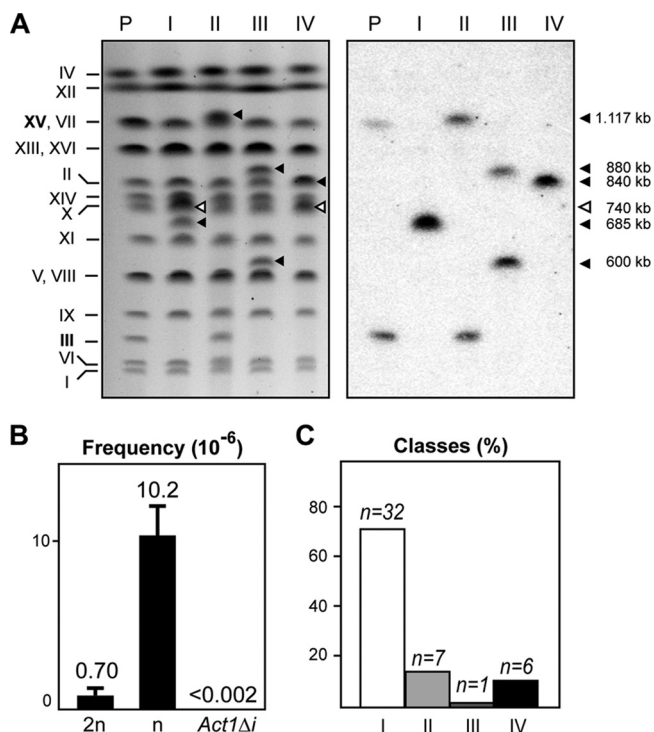 A
P I II III IV
P I II III IV
IV
XII
XV, VII
XIII, XVI
II
XIV
X
XI
V, VIII
IX
III
VI
I
1.117 kb
880 kb
840 kb
740 kb
685 kb
600 kb
B
Frequency (10-6)
10
0
0.70
10.2
<0.002
2n n Act1Δi
C
Classes (%)
80
60
40
20
n=32
n=7
n=1
n=6
I II III IV